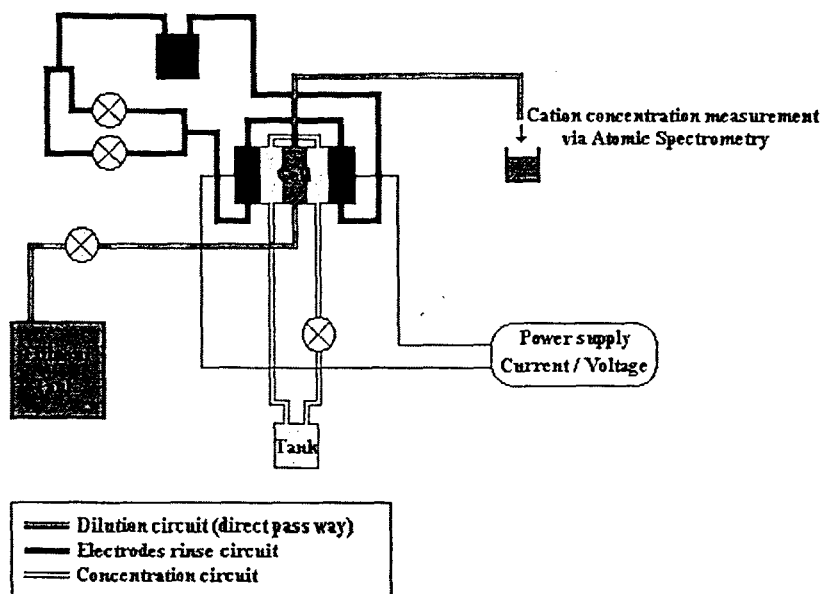 Cation concentration measurement
via Atomic Spectrometry
Power supply
Current / Voltage
Tank
Dilution circuit (direct pass way)
Electrodes rinse circuit
Concentration circuit